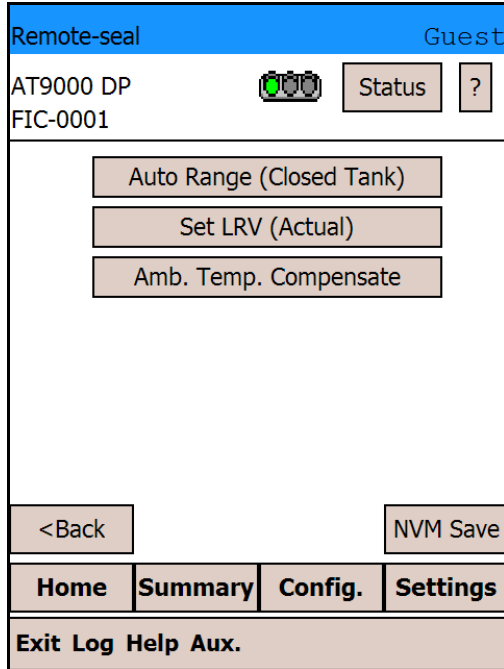 Remote-seal Guest
AT9000 DP Status ?
FIC-0001
Auto Range (Closed Tank)
Set LRV (Actual)
Amb. Temp. Compensate
<Back NVM Save
Home Summary Config. Settings
Exit Log Help Aux.